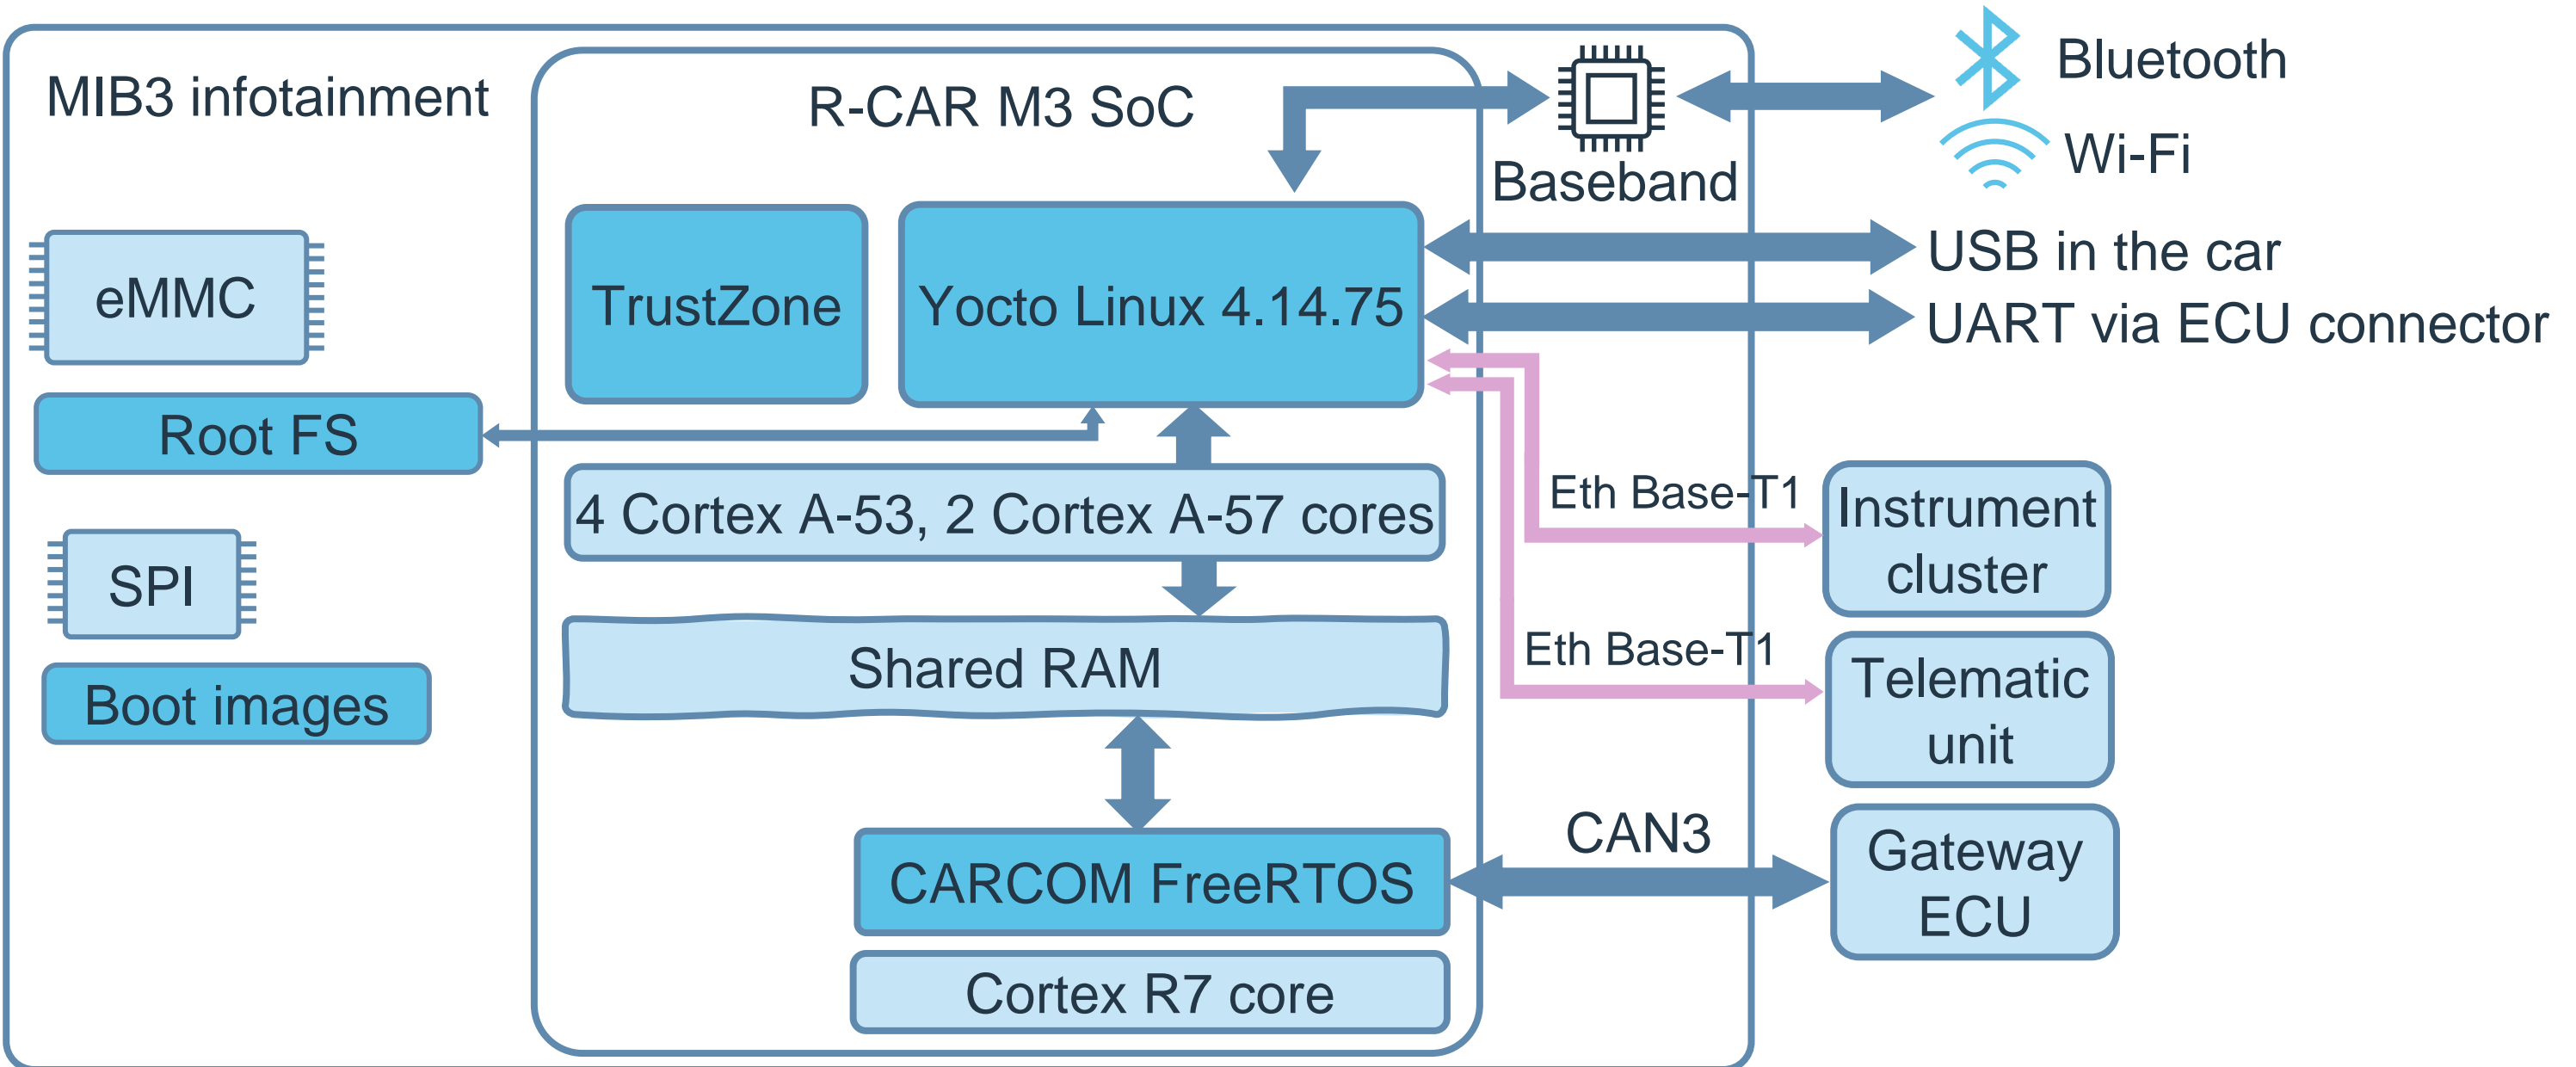 MIB3 infotainment
R-CAR M3 SoC
Baseband
Bluetooth
Wi-Fi
USB in the car
UART via ECU connector
eMMC
Root FS
SPI
Boot images
TrustZone
Yocto Linux 4.14.75
4 Cortex A-53, 2 Cortex A-57 cores
Shared RAM
CARCOM FreeRTOS
Cortex R7 core
Eth Base-T1
Instrument
cluster
Eth Base-T1
Telematic
unit
CAN3
Gateway
ECU